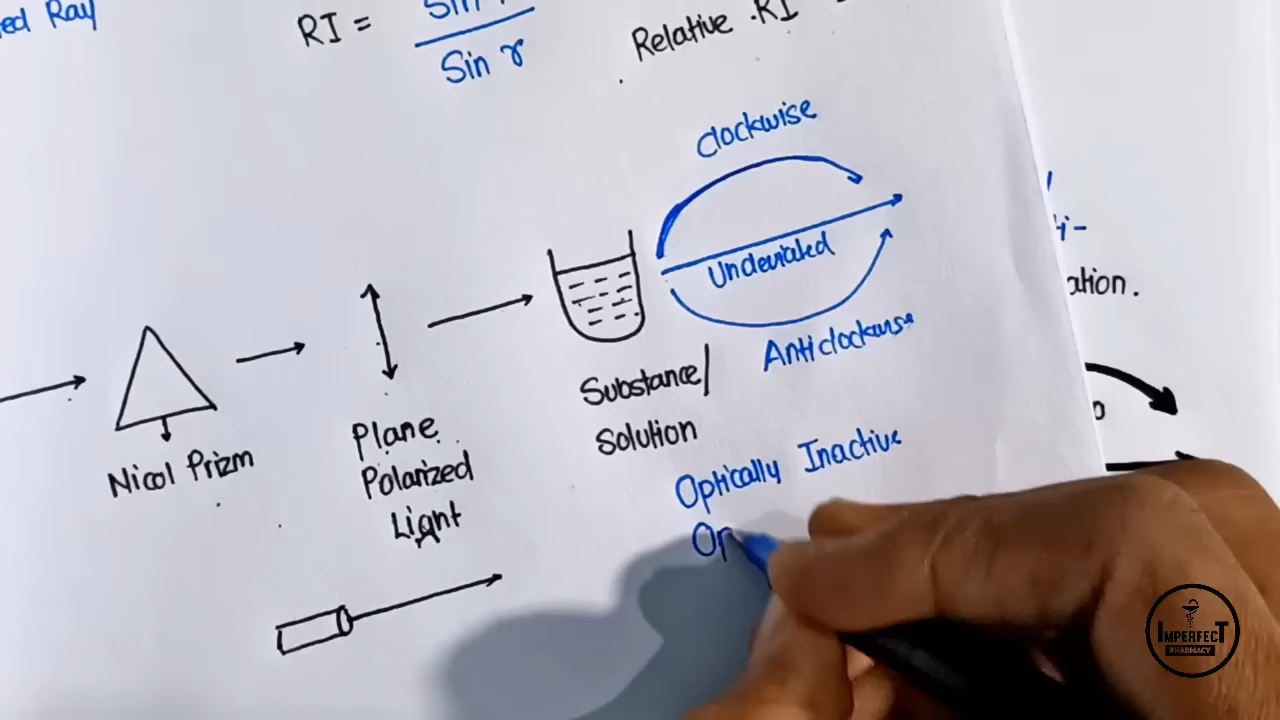 ed Ray
RI =
Sin r
Relative RI
Clockwise
Undeviated
Anticlockwise
ation.
Nicol Prizm
Plane
Polarized
Light
Substance/
Solution
Optically Inactive
Op
IMPERFECT
PHARMACY